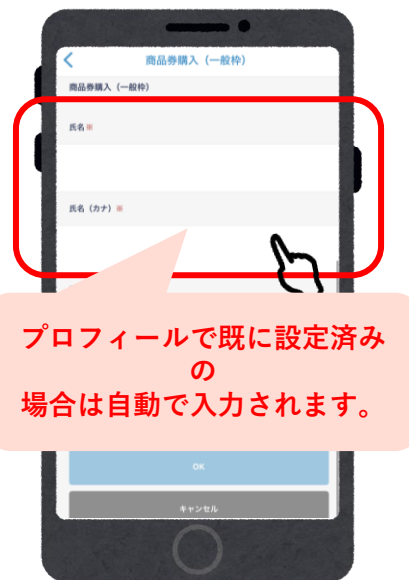 商品券購入（一般枠）
商品券購入（一般枠）
氏名※
氏名（カナ）※
プロフィールで既に設定済み
の
場合は自動で入力されます。
OK
キャンセル